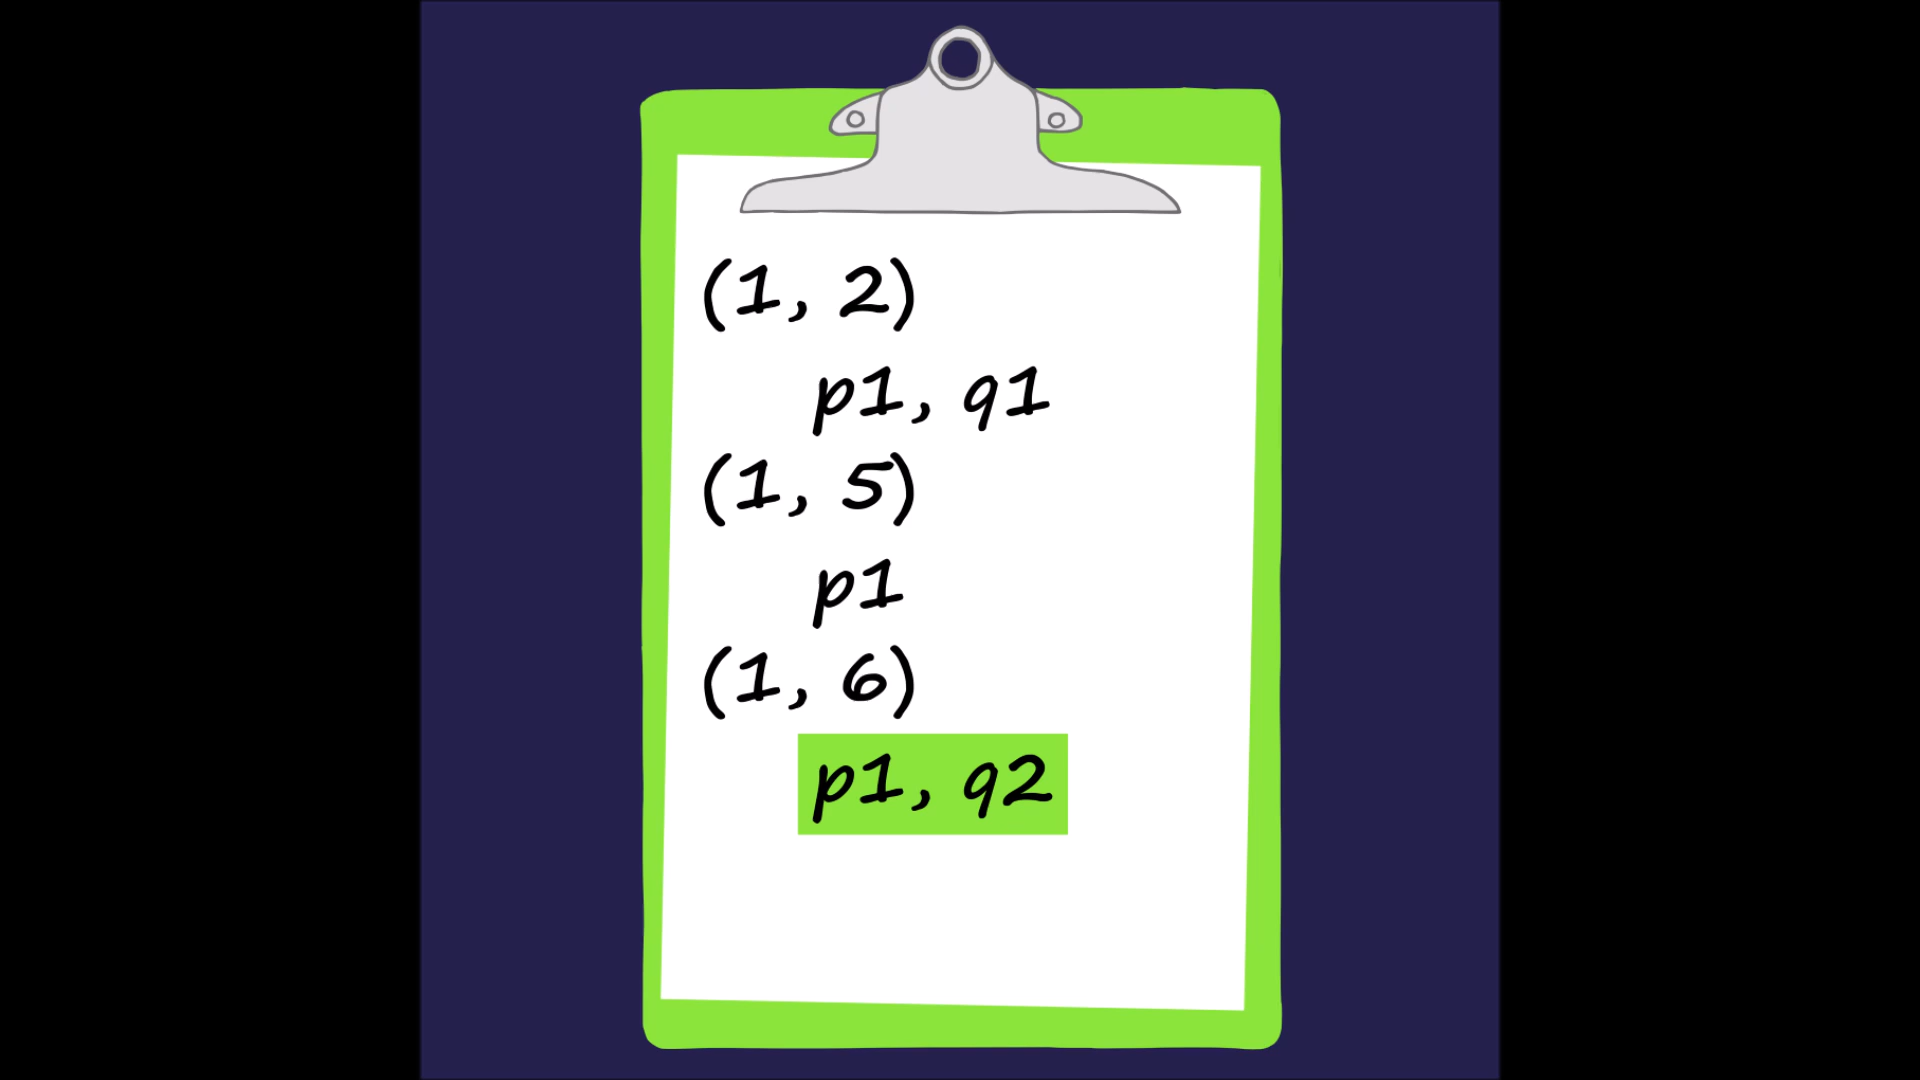 (1, 2)
p1, q1
(1, 5)
p1
(1, 6)
p1, q2